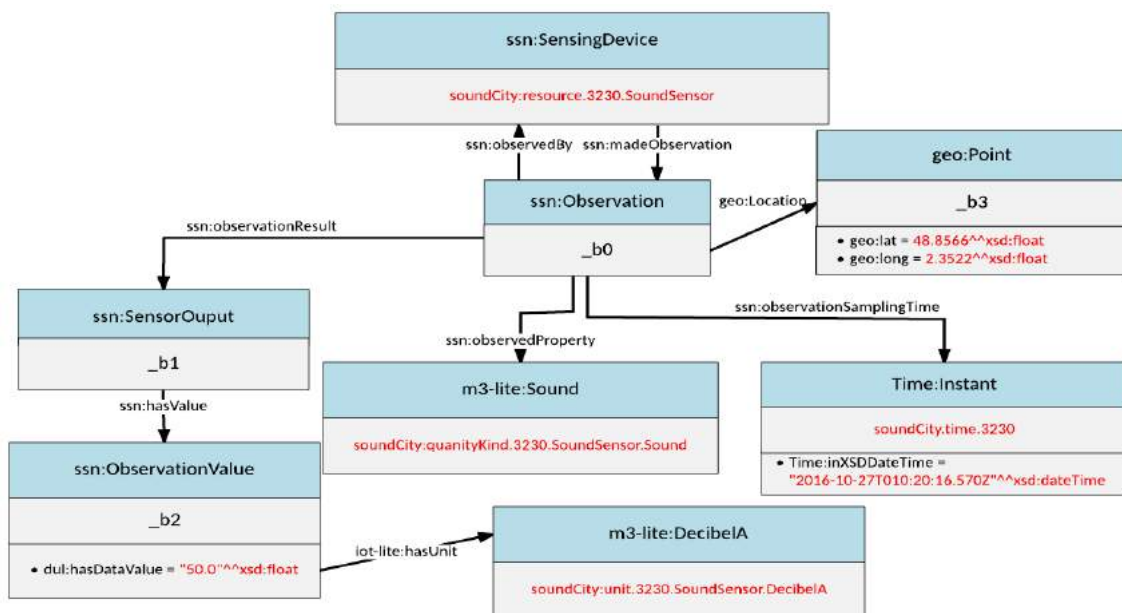 ssn:SensingDevice
soundCity:resource.3230.SoundSensor
ssn:observedBy
ssn:madeObservation
geo:Point
_b3
geo:lat = 48.8566^^xsd:float
geo:long = 2.3522^^xsd:float
ssn:Observation
_b0
geo:Location
ssn:observationResult
ssn:SensorOuput
_b1
ssn:observationSamplingTime
ssn:observedProperty
m3-lite:Sound
soundCity:quanityKind.3230.SoundSensor.Sound
Time:Instant
soundCity.time.3230
Time:inXSDDateTime =
"2016-10-27T010:20:16.570Z"^^xsd:dateTime
ssn:hasValue
ssn:ObservationValue
_b2
dul:hasDataValue = "50.0"^^xsd:float
iot-lite:hasUnit
m3-lite:DecibelA
soundCity:unit.3230.SoundSensor.DecibelA